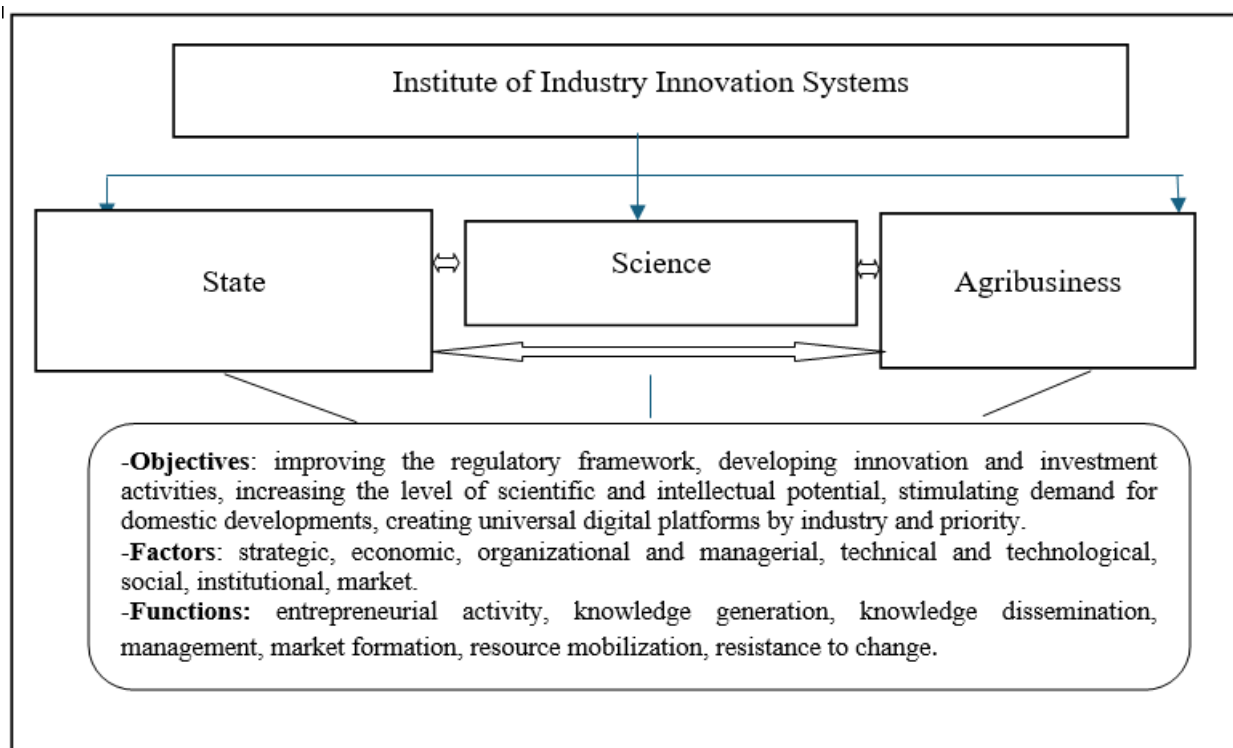 Institute of Industry Innovation Systems
State
Science
Agribusiness
-Objectives: improving the regulatory framework, developing innovation and investment
activities, increasing the level of scientific and intellectual potential, stimulating demand for
domestic developments, creating universal digital platforms by industry and priority.
-Factors: strategic, economic, organizational and managerial, technical and technological,
social, institutional, market.
-Functions: entrepreneurial activity, knowledge generation, knowledge dissemination,
management, market formation, resource mobilization, resistance to change.